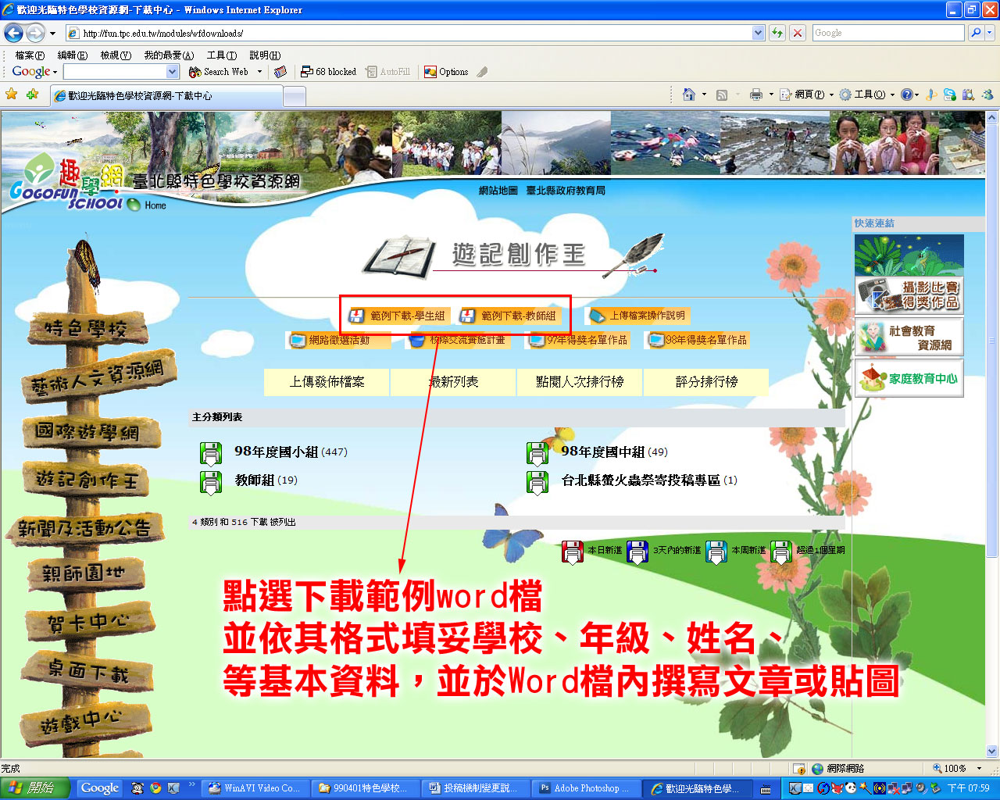 歡迎光臨特色學校資源網-下載中心 - Windows Internet Explorer
http://fun.tpc.edu.tw/modules/wfdownloads/
Google
檔案(F) 編輯(E) 檢視(V) 我的最愛(A) 工具(T) 說明(H)
Google Search Web 68 blocked AutoFill Options
歡迎光臨特色學校資源網-下載中心
網頁(P) 工具(O)
趣學網 臺北縣特色學校資源網
GOGOFUN SCHOOL Home
網站地圖 臺北縣政府教育局
快速連結
遊記創作王
攝影比賽
得獎作品
範例下載-學生組 範例下載-教師組 上傳檔案操作說明
網路徵選活動 校際交流實施計畫 97年得獎名單作品 98年得獎名單作品
社會教育
資源網
家庭教育中心
上傳發佈檔案 最新列表 點閱人次排行榜 評分排行榜
主分類列表
98年度國小組 (447) 98年度國中組 (49)
教師組 (19) 台北縣螢火蟲祭寄投稿專區 (1)
4 類別 和 516 下載 被列出
本日新進 3天內的新進 本周新進 超過1個星期
特色學校
藝術人文資源網
國際遊學網
遊記創作王
新聞及活動公告
親師園地
賀卡中心
桌面下載
遊戲中心
點選下載範例word檔
並依其格式填妥學校、年級、姓名、
等基本資料，並於Word檔內撰寫文章或貼圖
完成 網際網路 100%
開始 Google WinAVI Video Co... 990401特色學校... 投稿機制變更說... Adobe Photoshop ... 歡迎光臨特色學... 下午 07:59